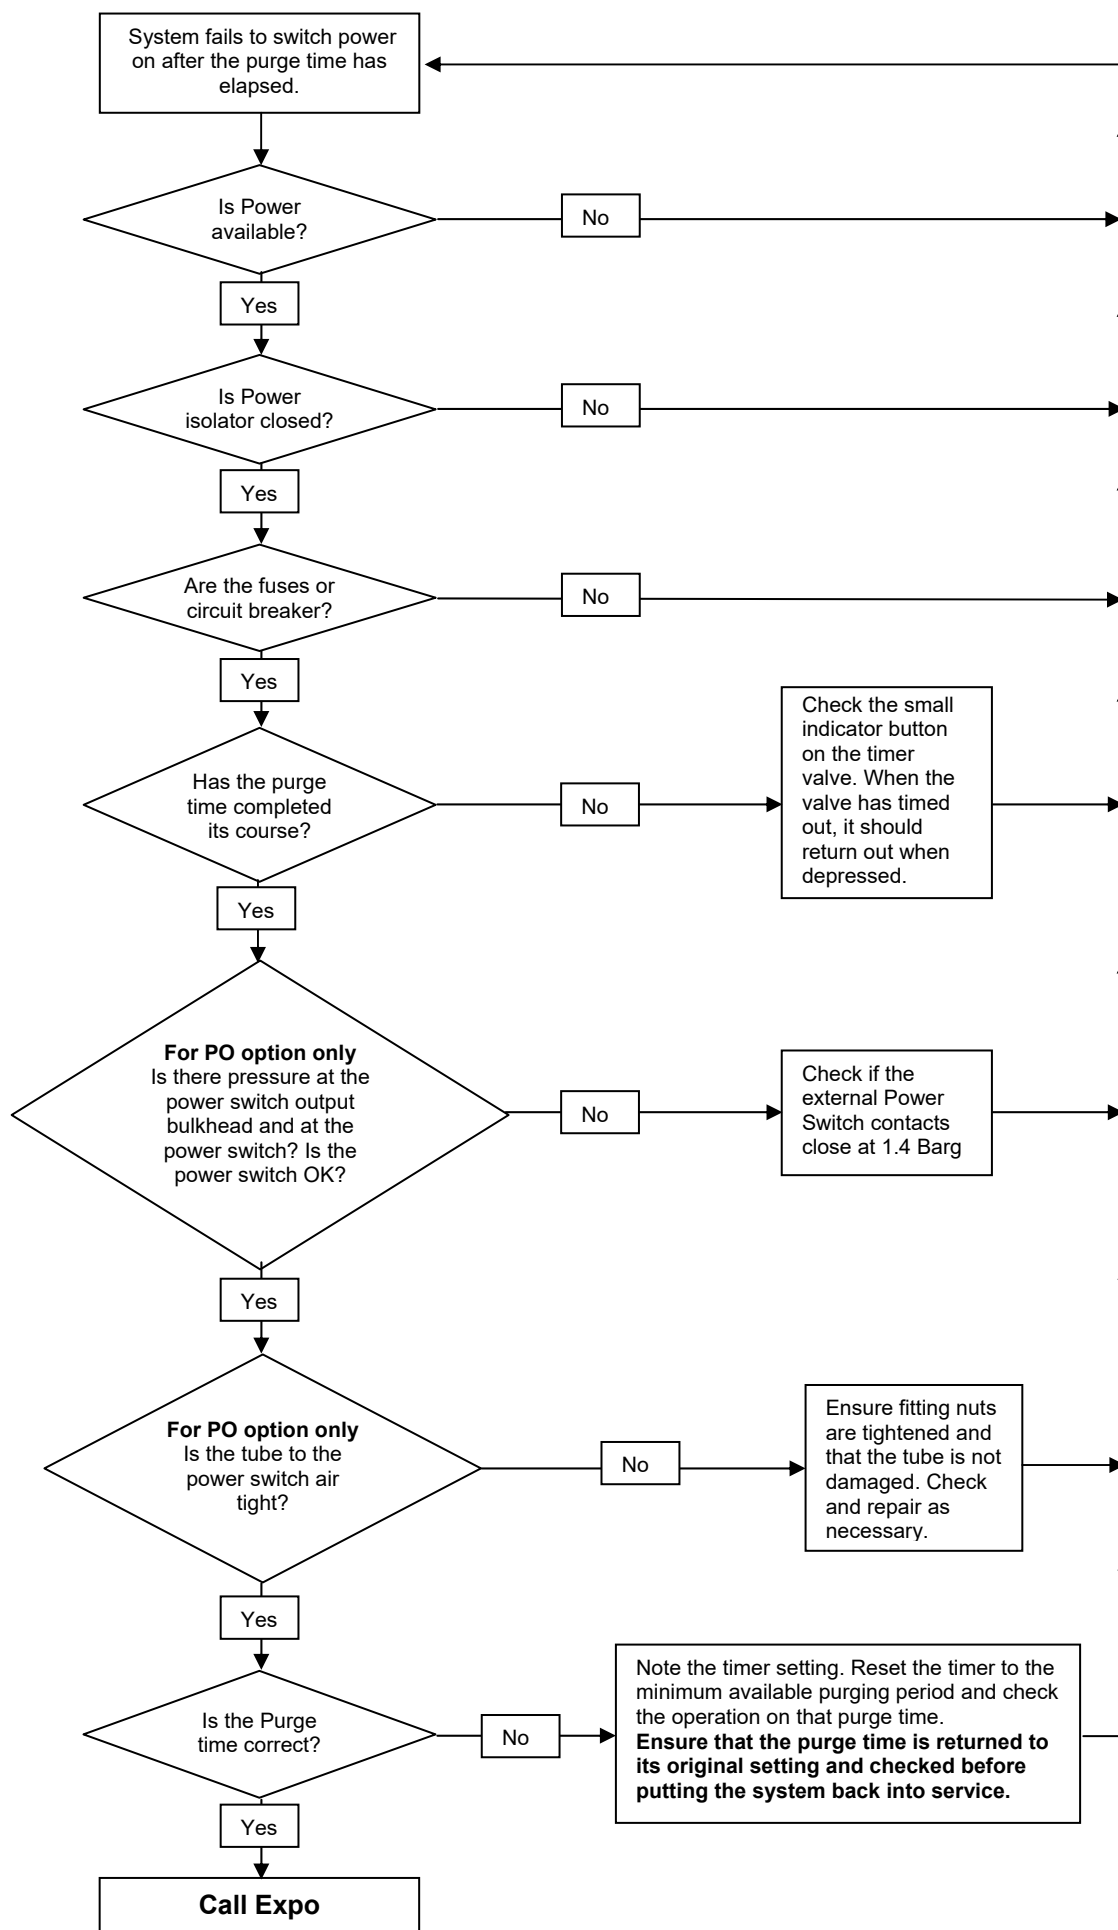 System fails to switch power
on after the purge time has
elapsed.
Is Power
available?
No
Yes
Is Power
isolator closed?
No
Yes
Are the fuses or
circuit breaker?
No
Yes
Has the purge
time completed
its course?
No
Check the small
indicator button
on the timer
valve. When the
valve has timed
out, it should
return out when
depressed.
Yes
For PO option only
Is there pressure at the
power switch output
bulkhead and at the
power switch? Is the
power switch OK?
No
Check if the
external Power
Switch contacts
close at 1.4 Barg
Yes
For PO option only
Is the tube to the
power switch air
tight?
No
Ensure fitting nuts
are tightened and
that the tube is not
damaged. Check
and repair as
necessary.
Yes
Is the Purge
time correct?
No
Note the timer setting. Reset the timer to the
minimum available purging period and check
the operation on that purge time.
Ensure that the purge time is returned to
its original setting and checked before
putting the system back into service.
Yes
Call Expo